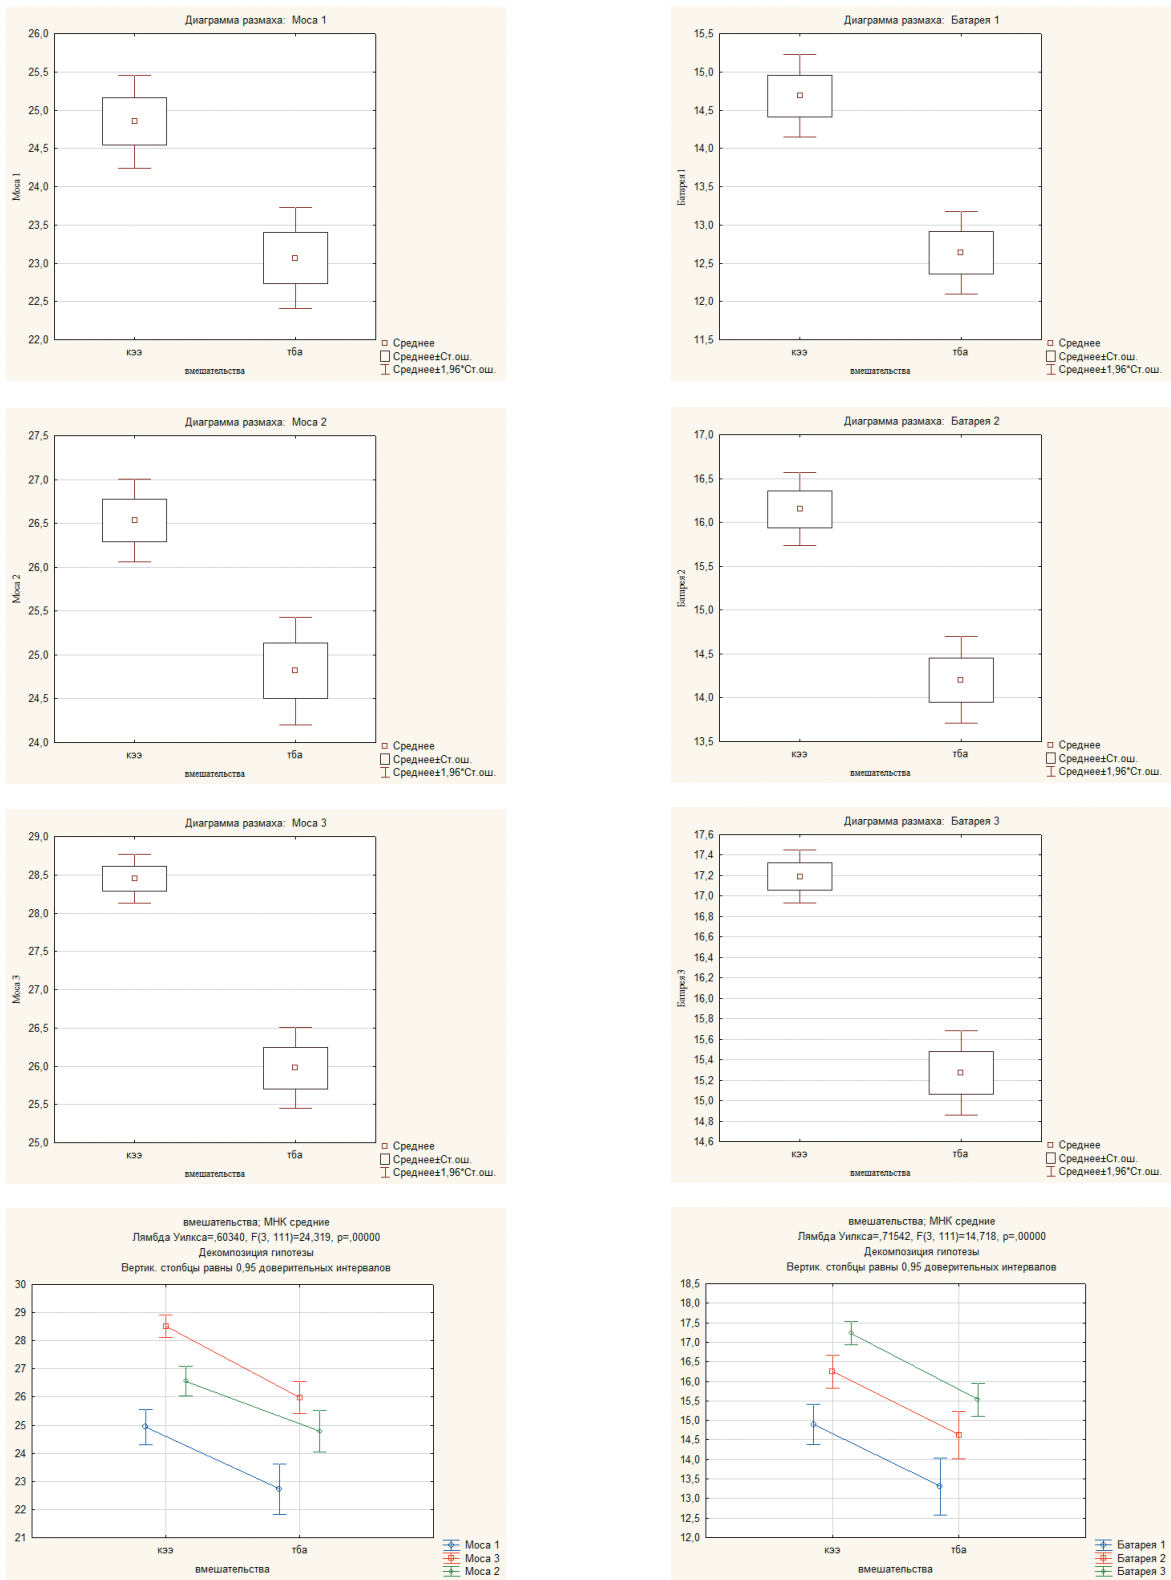 Диаграмма размаха: Моса 1
26,0
25,5
25,0
24,5
24,0
23,5
23,0
22,5
22,0
Моса 1
кээ
тба
вмешательства
Среднее
Среднее±Ст.ош.
Среднее±1,96*Ст.ош.
Диаграмма размаха: Батарея 1
15,5
15,0
14,5
14,0
13,5
13,0
12,5
12,0
11,5
Батарея 1
кээ
тба
вмешательства
Среднее
Среднее±Ст.ош.
Среднее±1,96*Ст.ош.
Диаграмма размаха: Моса 2
27,5
27,0
26,5
26,0
25,5
25,0
24,5
24,0
Моса 2
кээ
тба
вмешательства
Среднее
Среднее±Ст.ош.
Среднее±1,96*Ст.ош.
Диаграмма размаха: Батарея 2
17,0
16,5
16,0
15,5
15,0
14,5
14,0
13,5
Батарея 2
кээ
тба
вмешательства
Среднее
Среднее±Ст.ош.
Среднее±1,96*Ст.ош.
Диаграмма размаха: Моса 3
29,0
28,5
28,0
27,5
27,0
26,5
26,0
25,5
25,0
Моса 3
кээ
тба
вмешательства
Среднее
Среднее±Ст.ош.
Среднее±1,96*Ст.ош.
Диаграмма размаха: Батарея 3
17,6
17,4
17,2
17,0
16,8
16,6
16,4
16,2
16,0
15,8
15,6
15,4
15,2
15,0
14,8
14,6
Батарея 3
кээ
тба
вмешательства
Среднее
Среднее±Ст.ош.
Среднее±1,96*Ст.ош.
вмешательства; МНК средние
Лямбда Уилкса=,60340, F(3, 111)=24,319, p=,00000
Декомпозиция гипотезы
Вертик. столбцы равны 0,95 доверительных интервалов
30
29
28
27
26
25
24
23
22
21
кээ
тба
вмешательства
Моса 1
Моса 3
Моса 2
вмешательства; МНК средние
Лямбда Уилкса=,71542, F(3, 111)=14,718, p=,00000
Декомпозиция гипотезы
Вертик. столбцы равны 0,95 доверительных интервалов
18,5
18,0
17,5
17,0
16,5
16,0
15,5
15,0
14,5
14,0
13,5
13,0
12,5
12,0
кээ
тба
вмешательства
Батарея 1
Батарея 2
Батарея 3